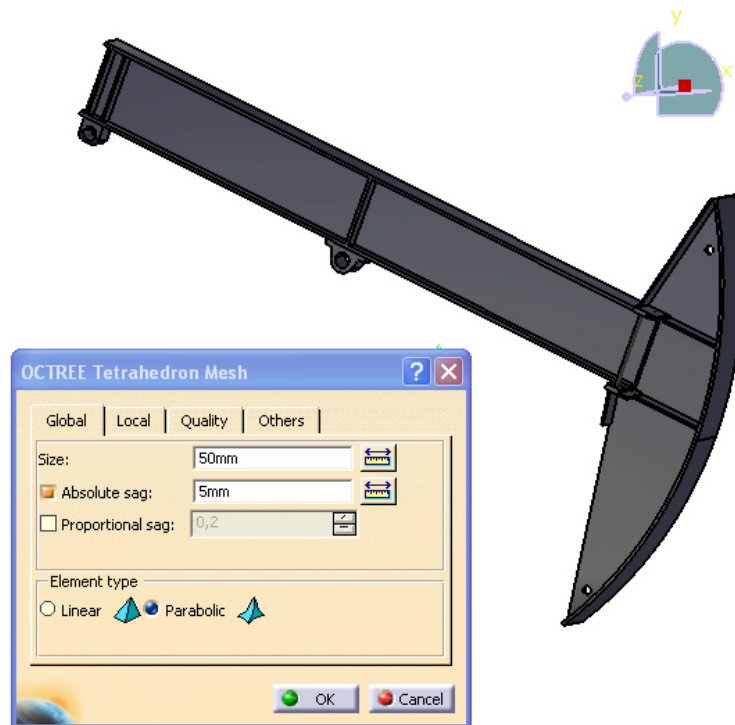 y
z
x
OCTREE Tetrahedron Mesh
?
Global Local Quality Others
Size: 50mm
Absolute sag: 5mm
Proportional sag: 0,2
Element type
Linear Parabolic
OK Cancel